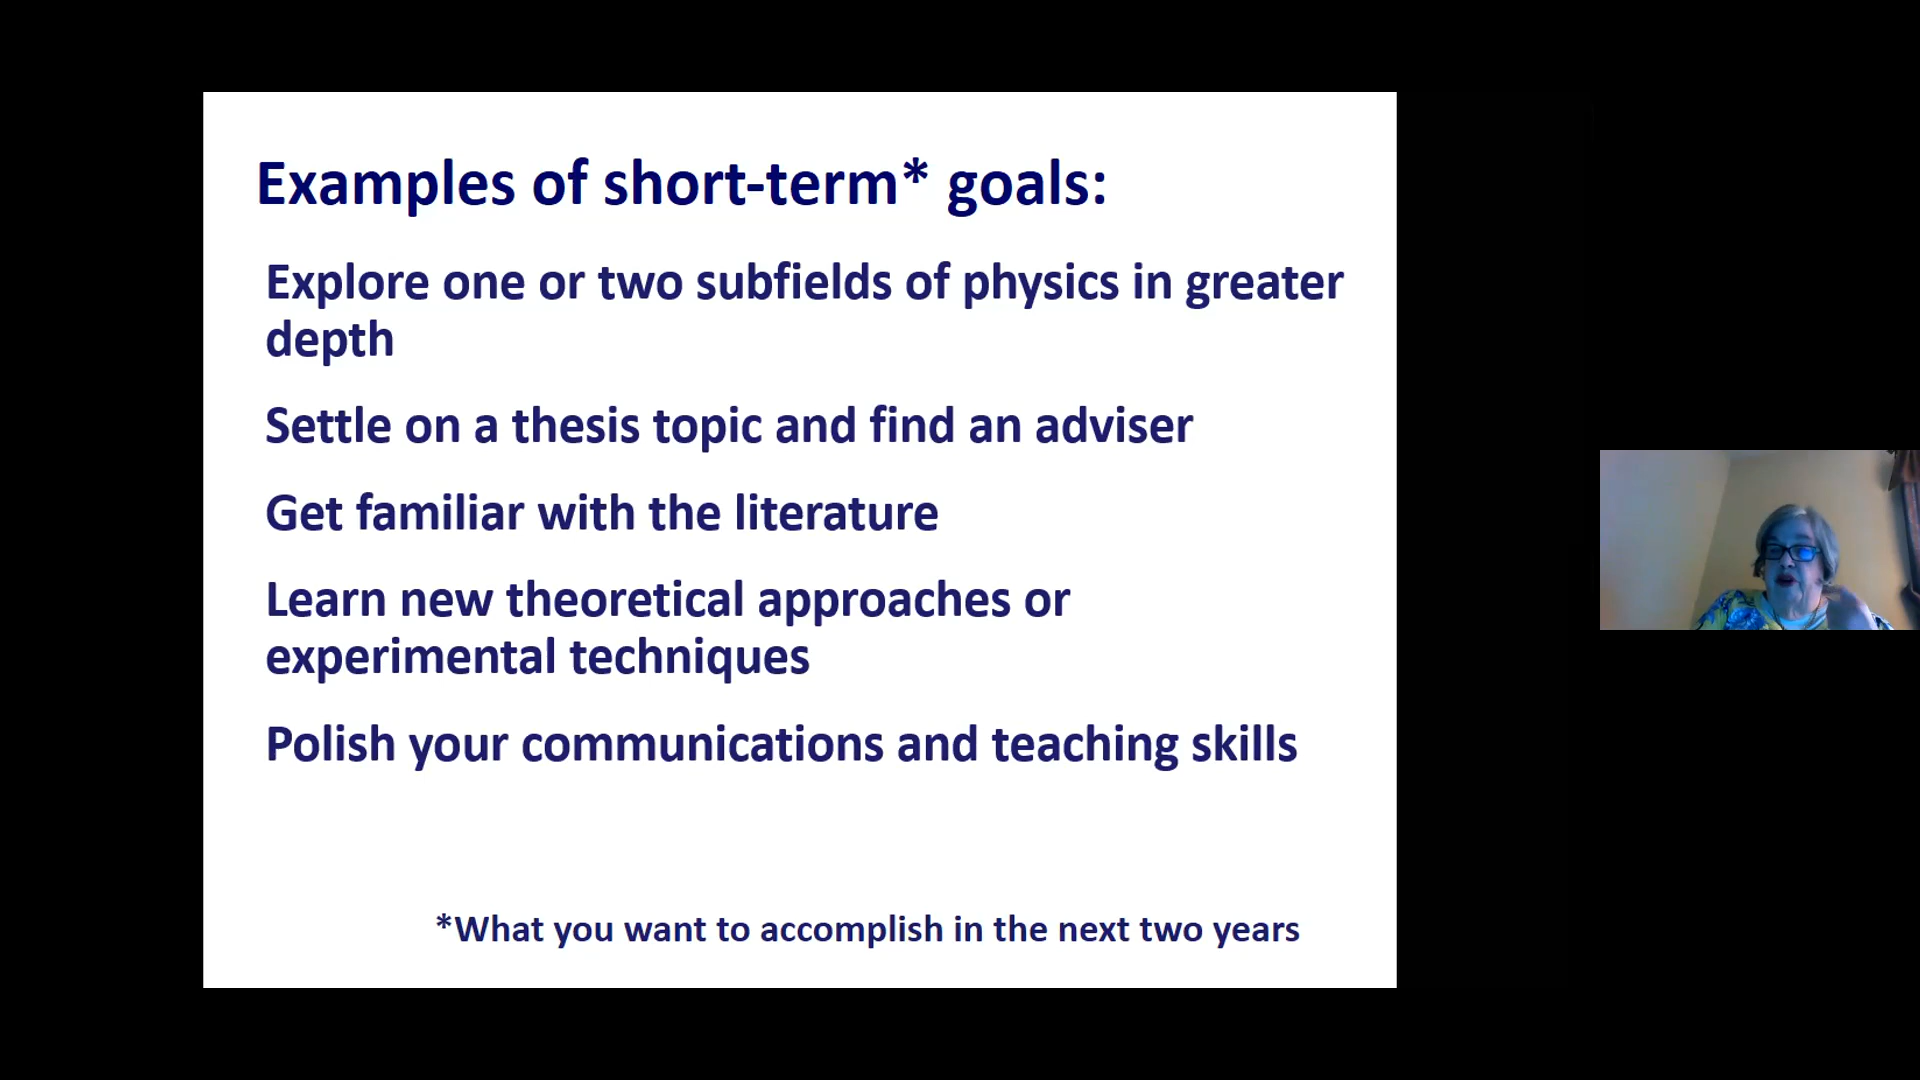 Examples of short-term* goals:
Explore one or two subfields of physics in greater
depth
Settle on a thesis topic and find an adviser
Get familiar with the literature
Learn new theoretical approaches or
experimental techniques
Polish your communications and teaching skills
*What you want to accomplish in the next two years